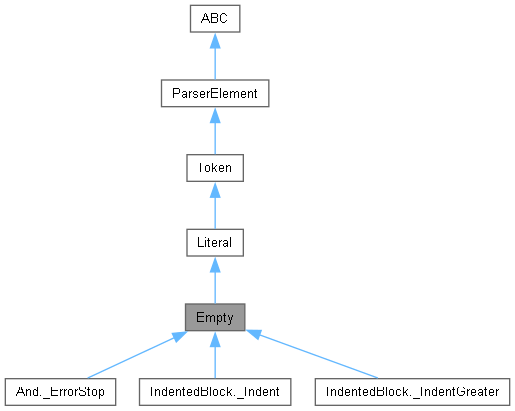 ABC
ParserElement
Token
Literal
Empty
And._ErrorStop
IndentedBlock._Indent
IndentedBlock._IndentGreater